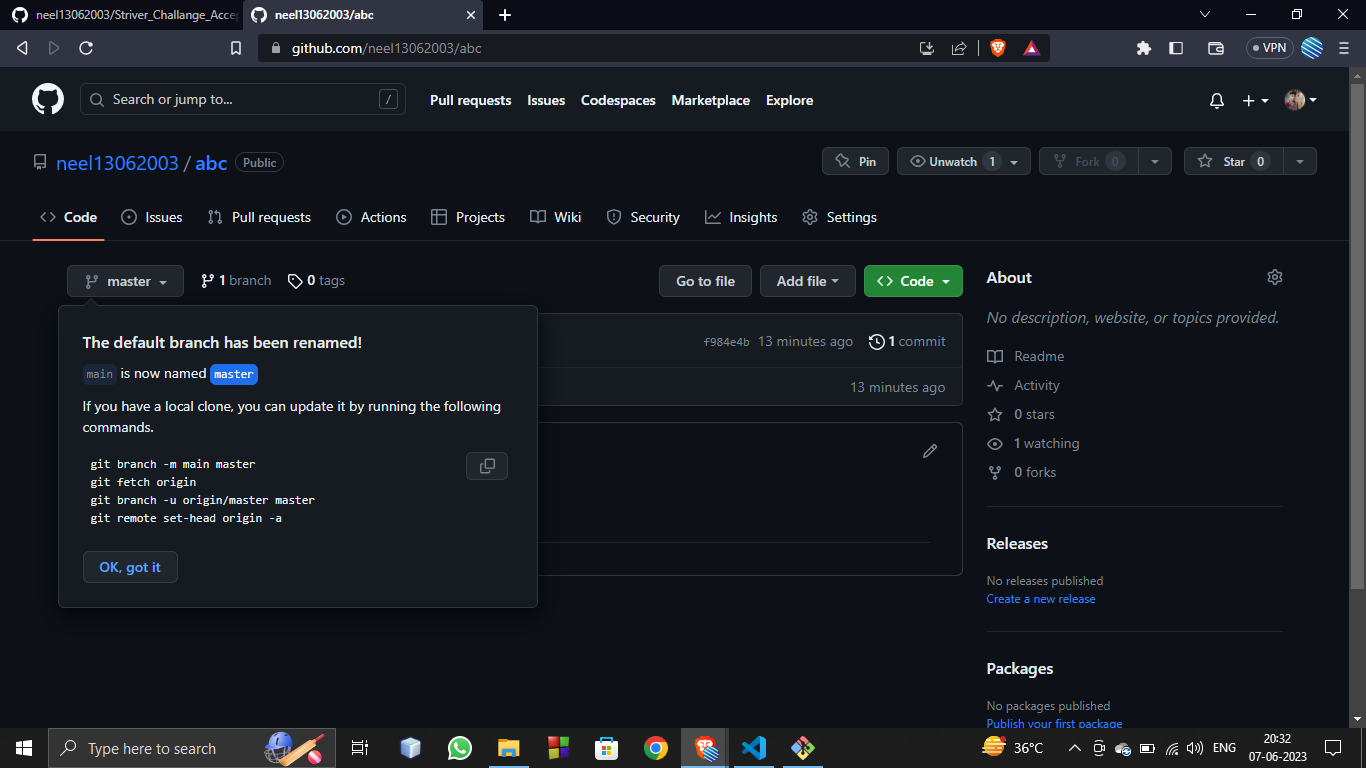 neel13062003/Striver_Challange_Acce
neel13062003/abc
github.com/neel13062003/abc
VPN
Search or jump to...
/
Pull requests
Issues
Codespaces
Marketplace
Explore
neel13062003 / abc
Public
Pin
Unwatch 1
Fork 0
Star 0
Code
Issues
Pull requests
Actions
Projects
Wiki
Security
Insights
Settings
master
1 branch
0 tags
Go to file
Add file
Code
The default branch has been renamed!
main is now named master
If you have a local clone, you can update it by running the following
commands.
git branch -m main master
git fetch origin
git branch -u origin/master master
git remote set-head origin -a
OK, got it
f984e4b 13 minutes ago
1 commit
13 minutes ago
About
No description, website, or topics provided.
Readme
Activity
0 stars
1 watching
0 forks
Releases
No releases published
Create a new release
Packages
No packages published
Publish your first package
Type here to search
36°C
ENG
20:32
07-06-2023